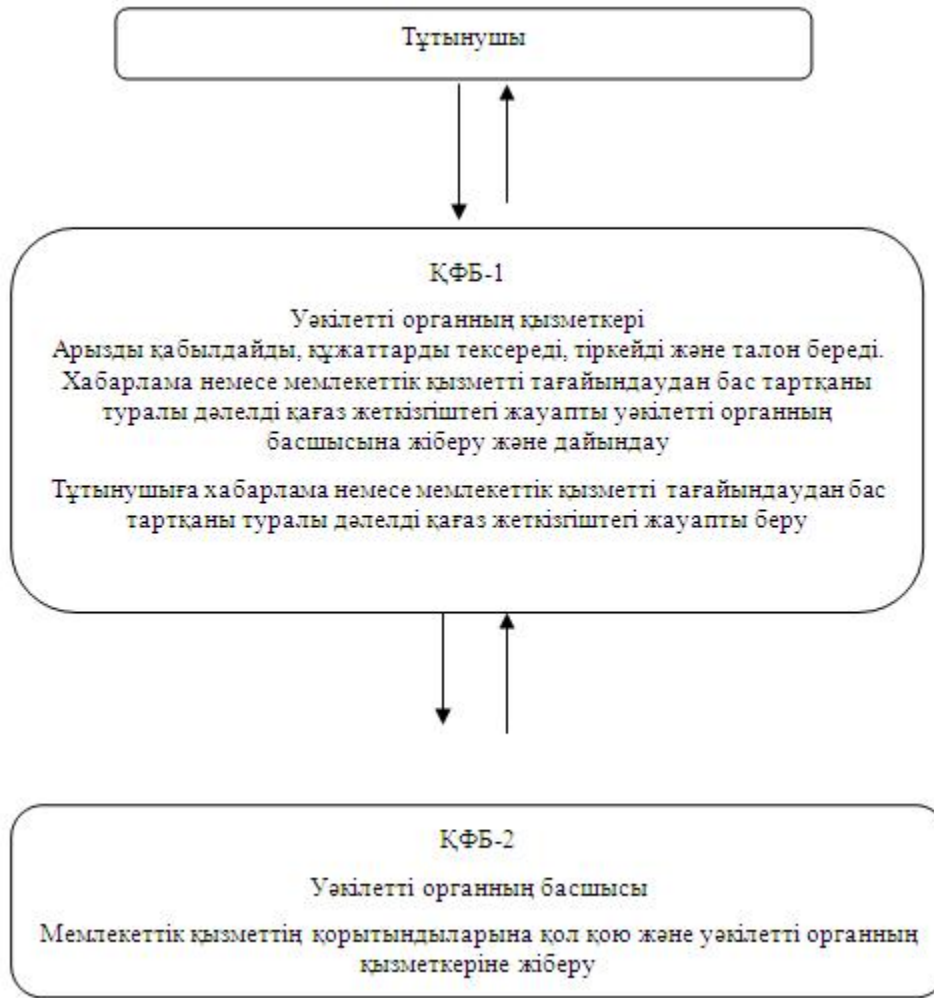 Тұтынушы
ҚФБ-1
Уәкілетті органның қызметкері
Арызды қабылдайды, құжаттарды тексереді, тіркейді және талон береді.
Хабарлама немесе мемлекеттік қызметті тағайындаудан бас тартқаны
туралы дәлелді қағаз жеткізгіштегі жауапты уәкілетті органның
басшысына жіберу және дайындау
Тұтынушыға хабарлама немесе мемлекеттік қызметті тағайындаудан бас
тартқаны туралы дәлелді қағаз жеткізгіштегі жауапты беру
ҚФБ-2
Уәкілетті органның басшысы
Мемлекеттік қызметтің қорытындыларына қол қою және уәкілетті органның
қызметкеріне жіберу